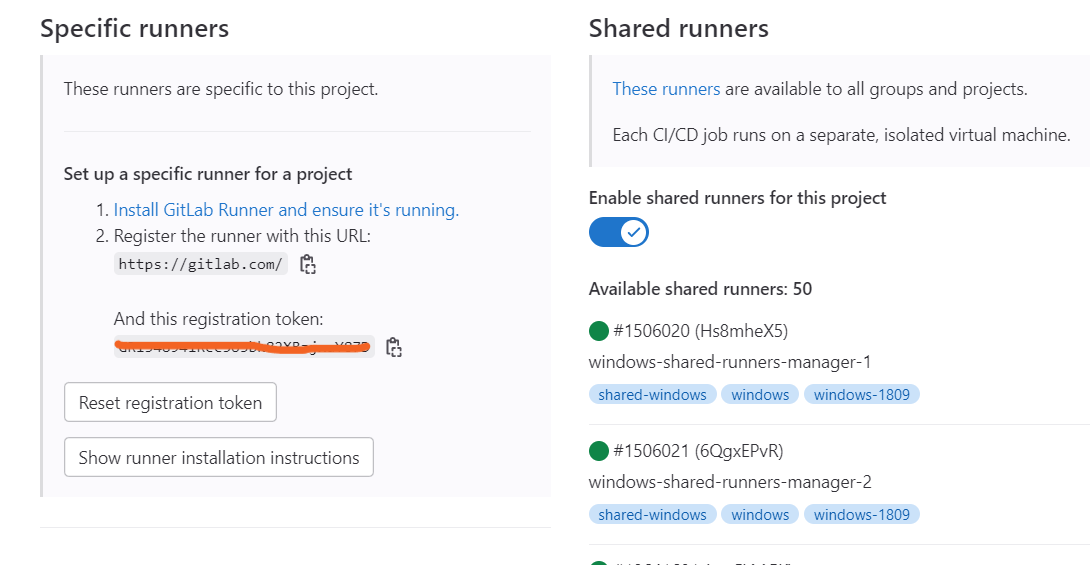 Specific runners
These runners are specific to this project.
Set up a specific runner for a project
1. Install GitLab Runner and ensure it's running.
2. Register the runner with this URL:
https://gitlab.com/
And this registration token:
Reset registration token
Show runner installation instructions
Shared runners
These runners are available to all groups and projects.
Each CI/CD job runs on a separate, isolated virtual machine.
Enable shared runners for this project
Available shared runners: 50
#1506020 (Hs8mheX5)
windows-shared-runners-manager-1
shared-windows windows windows-1809
#1506021 (6QgxEPvR)
windows-shared-runners-manager-2
shared-windows windows windows-1809